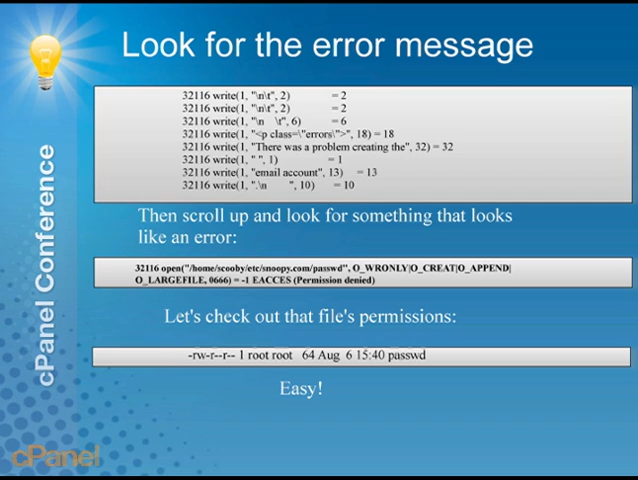 Look for the error message
32116 write(1, "\n\t", 2) = 2
32116 write(1, "\n\t", 2) = 2
32116 write(1, "\n \t", 6) = 6
32116 write(1, "<p class=\"errors\">", 18) = 18
32116 write(1, "There was a problem creating the", 32) = 32
32116 write(1, " ", 1) = 1
32116 write(1, "email account", 13) = 13
32116 write(1, ".\n ", 10) = 10
Then scroll up and look for something that looks
like an error:
32116 open("/home/scooby/etc/snoopy.com/passwd", O_WRONLY|O_CREAT|O_APPEND|
O_LARGEFILE, 0666) = -1 EACCES (Permission denied)
Let's check out that file's permissions:
-rw-r--r-- 1 root root 64 Aug 6 15:40 passwd
Easy!
cPanel Conference
cPanel